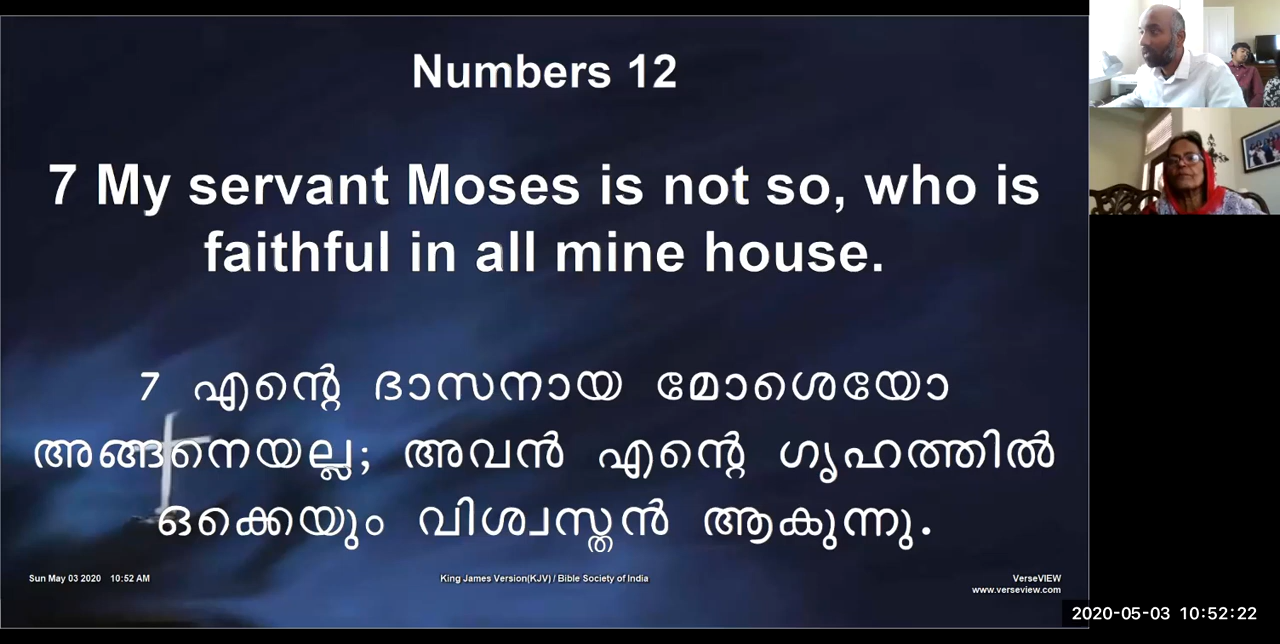 Numbers 12
7 My servant Moses is not so, who is
faithful in all mine house.
7 എന്റെ ദാസനായ മോശെയോ
അങ്ങനെയല്ല; അവൻ എന്റെ ഗൃഹത്തിൽ
ഒക്കെയും വിശ്വസ്തൻ ആകുന്നു.
Sun May 03 2020 10:52 AM
King James Version(KJV) / Bible Society of India
VerseVIEW
www.verseview.com
2020-05-03 10:52:22